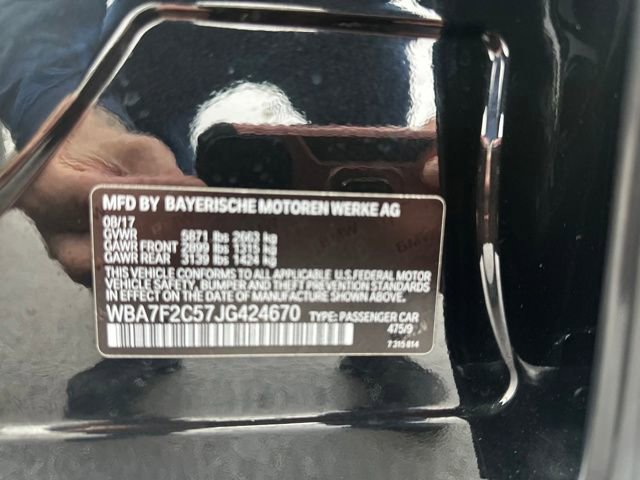 MFD BY BAYERISCHE MOTOREN WERKE AG
08/17
GVWR 5871 lbs 2663 kg
GAWR FRONT 2899 lbs 1315 kg
GAWR REAR 3139 lbs 1424 kg
THIS VEHICLE CONFORMS TO ALL APPLICABLE U.S. FEDERAL MOTOR
VEHICLE SAFETY, BUMPER, AND THEFT PREVENTION STANDARDS
IN EFFECT ON THE DATE OF MANUFACTURE SHOWN ABOVE.
WBA7F2C57JG424670 TYPE: PASSENGER CAR
475/9
7 315 814